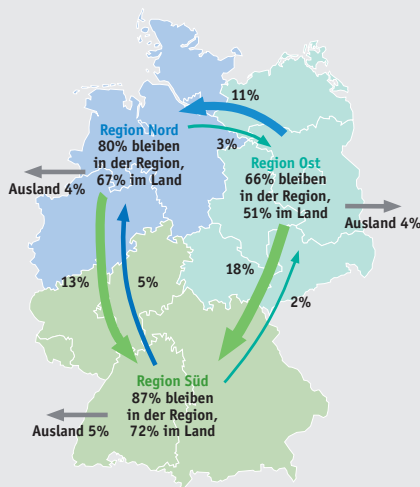 11%
Region Nord
80% bleiben
in der Region,
67% im Land
3%
Region Ost
66% bleiben
in der Region,
51% im Land
Ausland 4%
Ausland 4%
13%
5%
18%
2%
Region Süd
87% bleiben
in der Region,
72% im Land
Ausland 5%